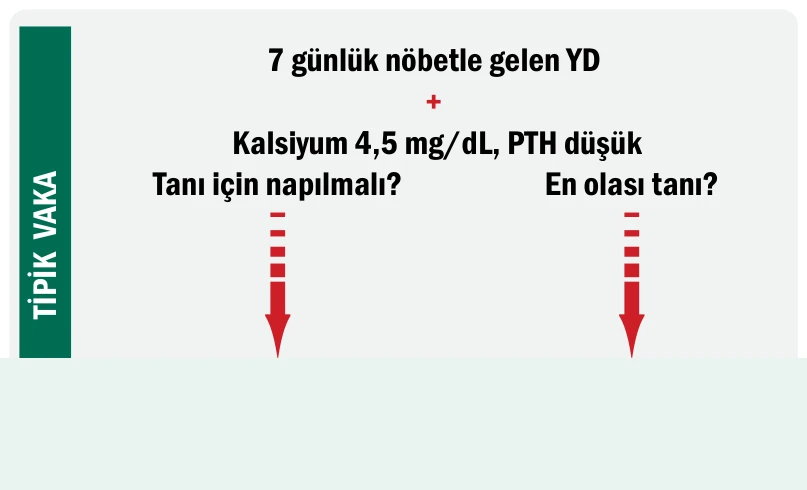 TİPİK VAKA
7 günlük nöbetle gelen YD
+
Kalsiyum 4,5 mg/dL, PTH düşük
Tanı için napılmalı?
En olası tanı?